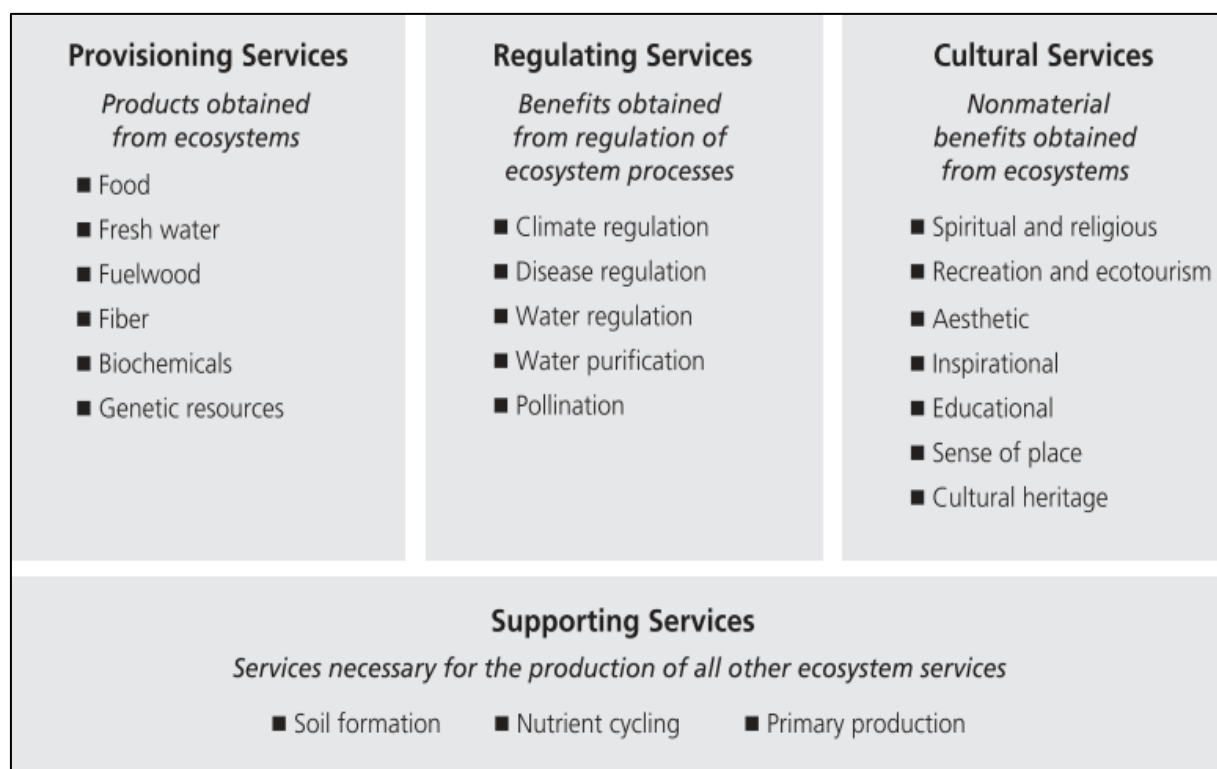 Provisioning Services
Products obtained
from ecosystems
■ Food
■ Fresh water
■ Fuelwood
■ Fiber
■ Biochemicals
■ Genetic resources
Regulating Services
Benefits obtained
from regulation of
ecosystem processes
■ Climate regulation
■ Disease regulation
■ Water regulation
■ Water purification
■ Pollination
Cultural Services
Nonmaterial
benefits obtained
from ecosystems
■ Spiritual and religious
■ Recreation and ecotourism
■ Aesthetic
■ Inspirational
■ Educational
■ Sense of place
■ Cultural heritage
Supporting Services
Services necessary for the production of all other ecosystem services
■ Soil formation ■ Nutrient cycling ■ Primary production